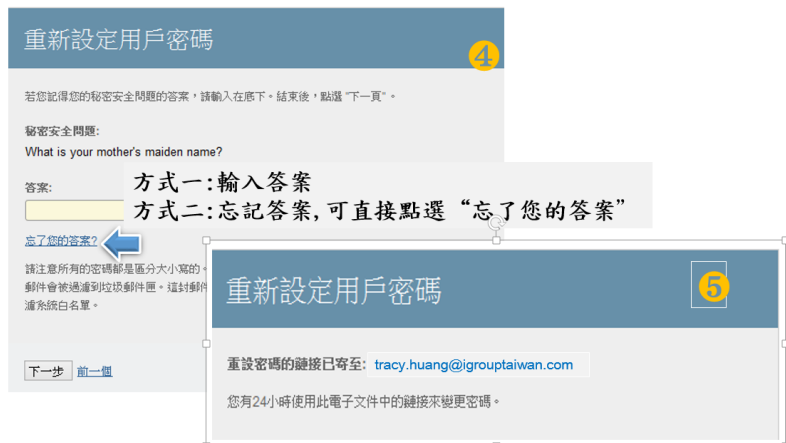 重新設定用戶密碼
4
若您記得您的秘密安全問題的答案，請輸入在底下。結束後，點選 "下一頁" 。
秘密安全問題:
What is your mother's maiden name?
答案:
方式一:輸入答案
方式二:忘記答案,可直接點選“忘了您的答案”
忘了您的答案?
請注意所有的密碼都是區分大小寫的。
郵件會被過濾到垃圾郵件匣。這封郵件
濾系統白名單。
下一步 前一個
重新設定用戶密碼
5
重設密碼的鏈接已寄至: tracy.huang@igrouptaiwan.com
您有24小時使用此電子文件中的鏈接來變更密碼。